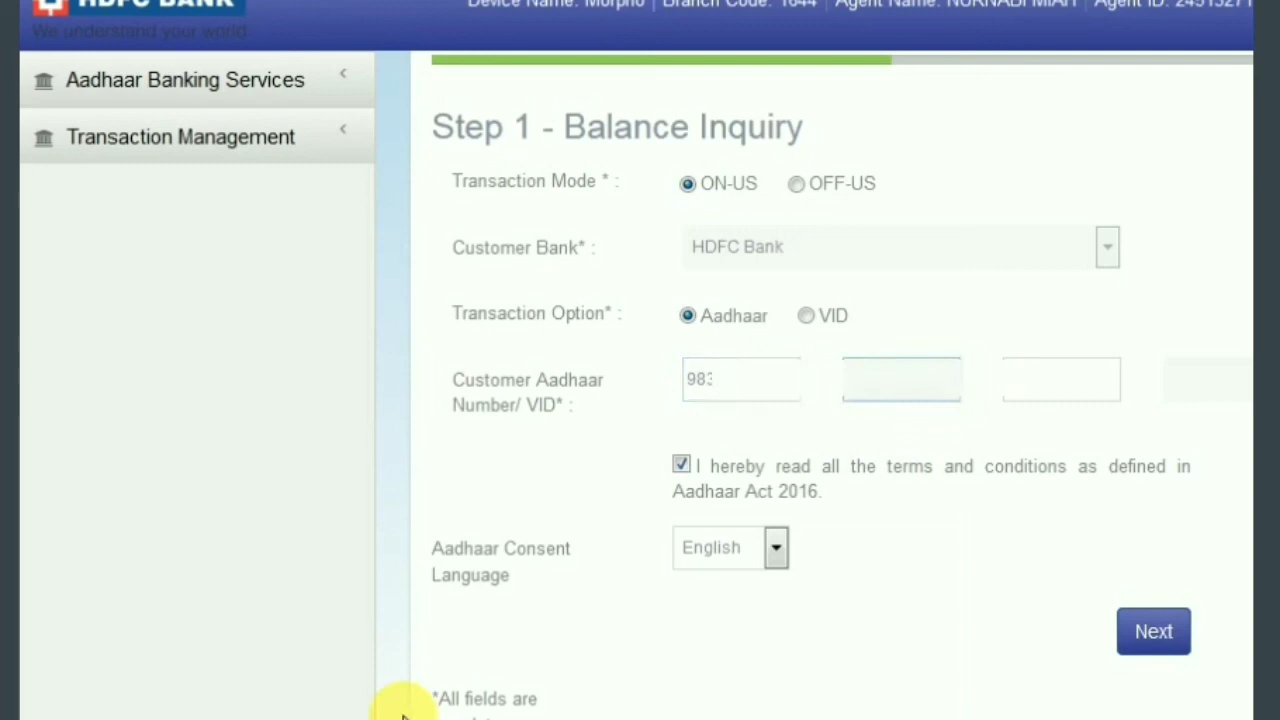 HDFC BANK
Device Name: Morpho | Branch Code: 1644 | Agent Name: NURNABI MIAH | Agent ID: 24513271
We understand your world
Aadhaar Banking Services
Transaction Management
Step 1 - Balance Inquiry
Transaction Mode * :
ON-US
OFF-US
Customer Bank* :
HDFC Bank
Transaction Option* :
Aadhaar
VID
Customer Aadhaar
Number/ VID* :
983
I hereby read all the terms and conditions as defined in
Aadhaar Act 2016.
Aadhaar Consent
Language
English
Next
*All fields are